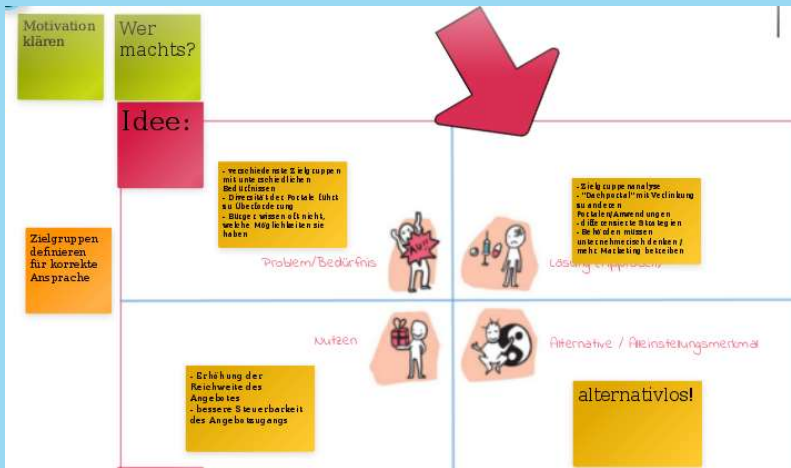 Motivation
klären
Wer
machts?
Idee:
- verschiedenste Zielgruppen
mit unterschiedlichen
Bedürfnissen
- Diversität der Portale führt
zu Überforderung
- Bürger wissen oft nicht,
welche Möglichkeiten sie
haben
- Zielgruppenanalyse
- "Dachportal" mit Verlinkung
zu anderen
Portalen/Anwendungen
- differenzierte Strategien
- Behörden müssen
unternehmerisch denken /
mehr Marketing betreiben
Zielgruppen
definieren
für korrekte
Ansprache
AU!!
Problem/Bedürfnis
Nutzen
Alternative / Alleinstellungsmerkmal
- Erhöhung der
Reichweite des
Angebotes
- bessere Steuerbarkeit
des Angebotsugangs
alternativlos!